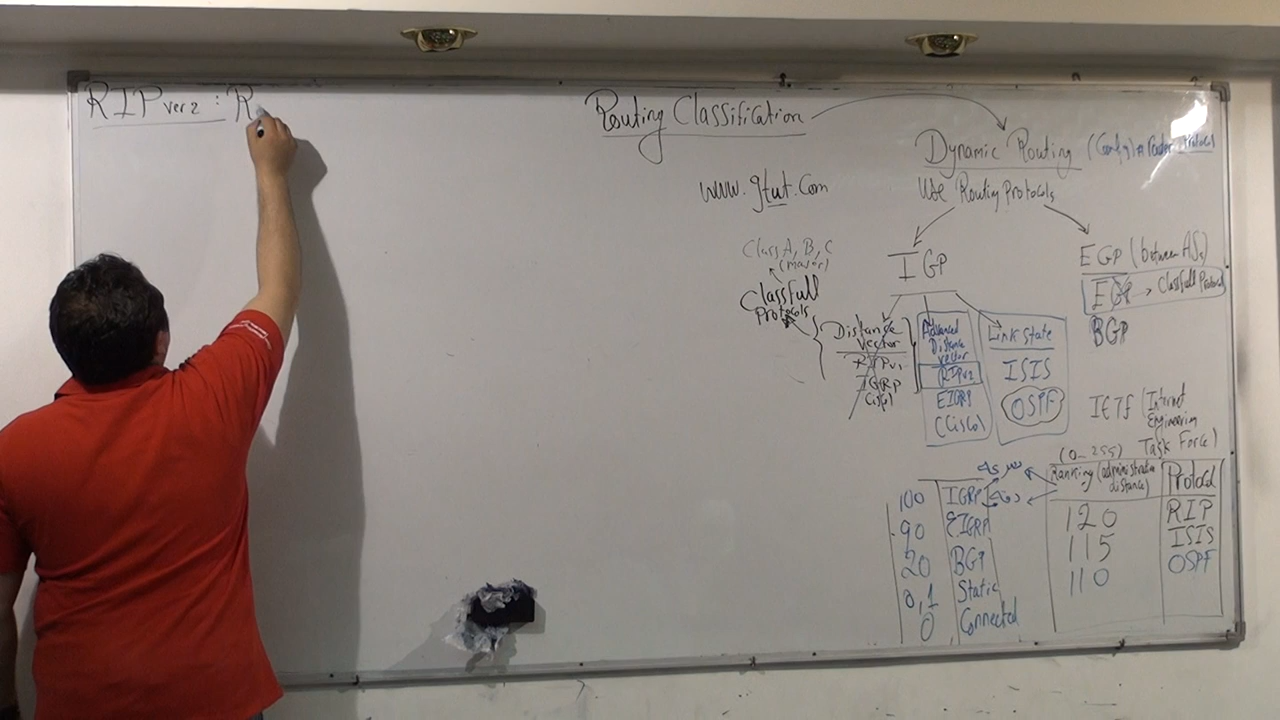 RIP ver 2 : R
Routing Classification
Dynamic Routing (Config) # Router Protocol
Use Routing Protocols
www.9tut.Com
IGP
EGP (between ASs)
EGP → Classfull Protocol
BGP
Class A, B, C
(major)
Classfull
Protocols
Distance
Vector
RIPv1
IGRP
Cisco)
Advanced
Distance
vector
RIPv2
EIGRP
(Cisco)
Link State
ISIS
OSPF
IETF (Internet
Engineering
Task Force)
(0-255)
Ranking (administrative distance) Protocol
120 RIP
115 ISIS
110 OSPF
100 IGRP
90 EIGRP
20 BGP
0,1 Static
0 Connected
سرعه
دقه